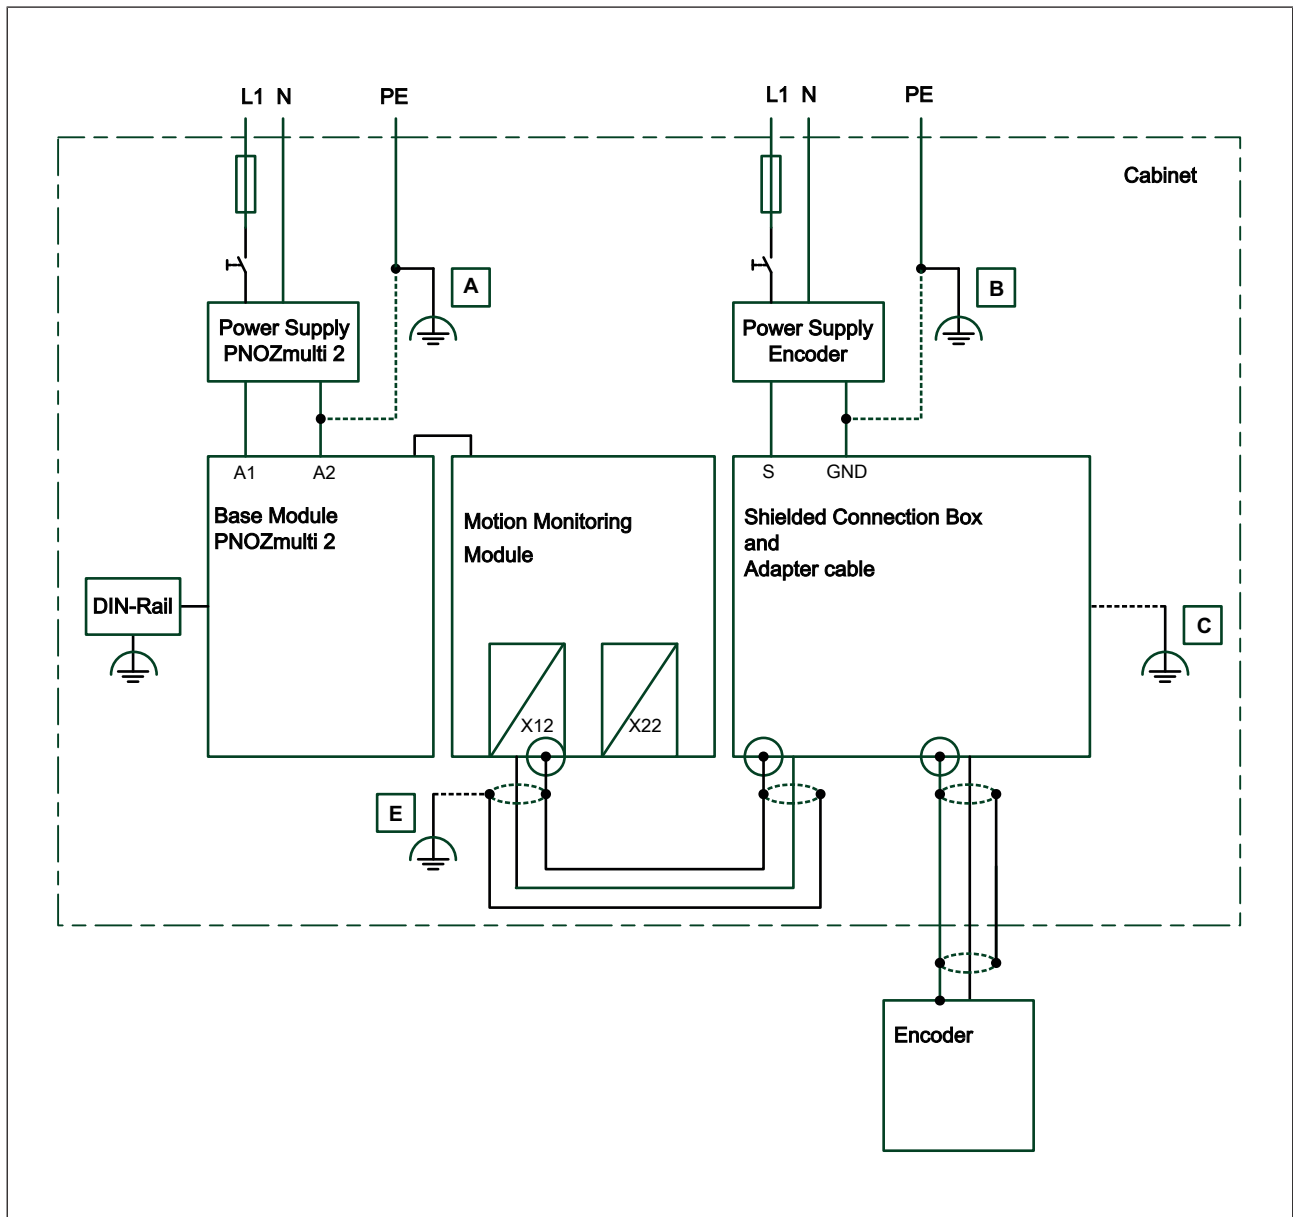 L1 N
PE
L1 N
PE
Cabinet
A
B
Power Supply
PNOZmulti 2
Power Supply
Encoder
A1
A2
S
GND
Base Module
PNOZmulti 2
Motion Monitoring
Module
Shielded Connection Box
and
Adapter cable
DIN-Rail
C
X12
X22
E
Encoder